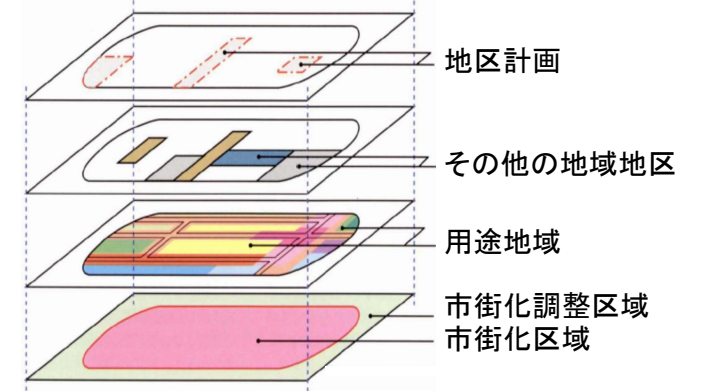 地区計画
その他の地域地区
用途地域
市街化調整区域
市街化区域